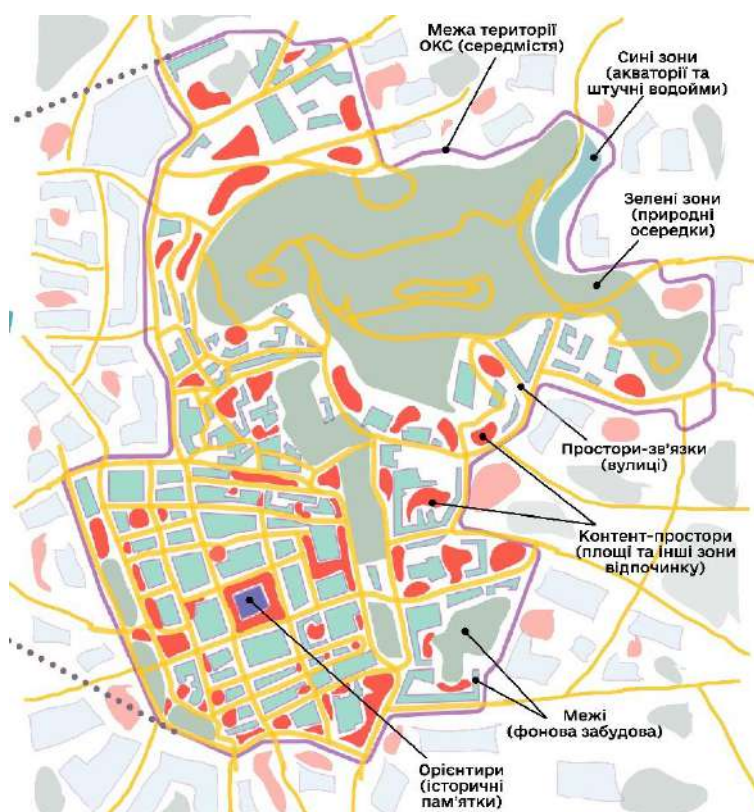 Межа території
ОКС (середмістя)
Сині зони
(акваторії та
штучні водойми)
Зелені зони
(природні
осередки)
Простори-зв'язки
(вулиці)
Контент-простори
(площі та інші зони
відпочинку)
Межі
(фонова забудова)
Орієнтири
(історичні
пам'ятки)